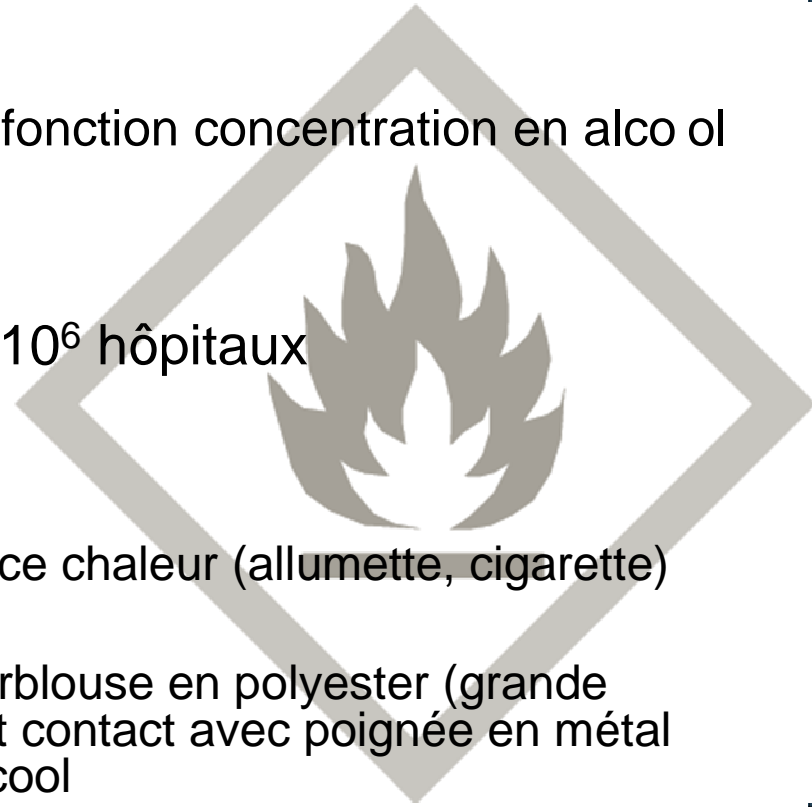 fonction concentration en alco ol
10⁶ hôpitaux
ce chaleur (allumette, cigarette)
rblouse en polyester (grande
t contact avec poignée en métal
cool